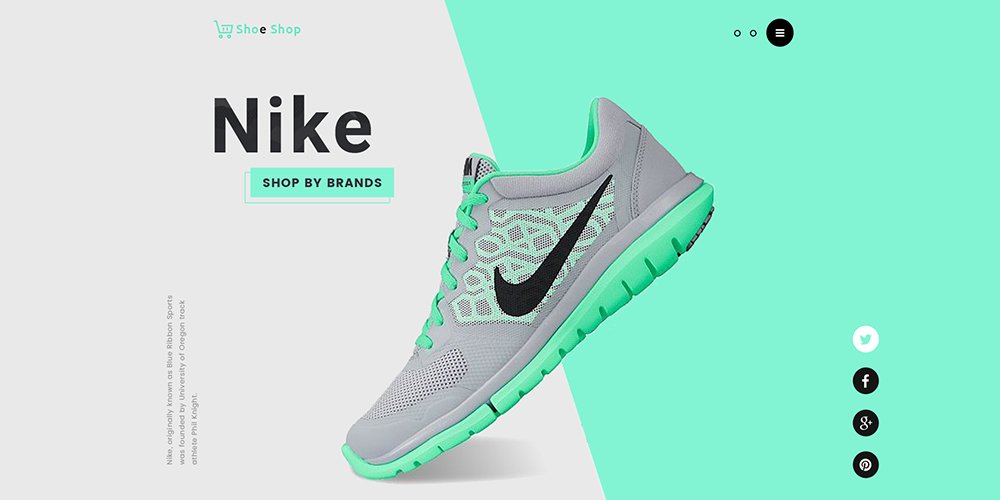 Shoe Shop
Nike
SHOP BY BRANDS
Nike, originally known as Blue Ribbon Sports
was founded by University of Oregon track
athlete Phil Knight.